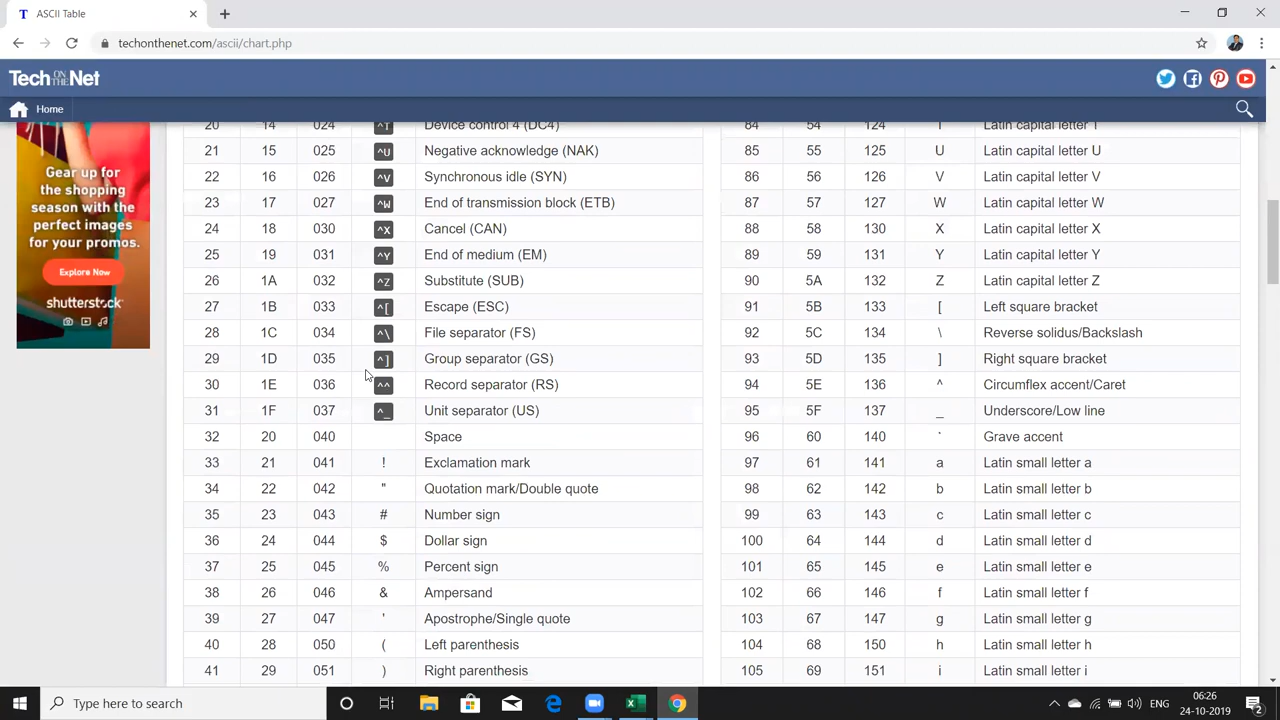 T ASCII Table
techonthenet.com/ascii/chart.php
Tech ON THE Net
Home
Gear up for
the shopping
season with the
perfect images
for your promos.
Explore Now
shutterstock
20 14 024 ^T Device control 4 (DC4)
21 15 025 ^U Negative acknowledge (NAK)
22 16 026 ^V Synchronous idle (SYN)
23 17 027 ^W End of transmission block (ETB)
24 18 030 ^X Cancel (CAN)
25 19 031 ^Y End of medium (EM)
26 1A 032 ^Z Substitute (SUB)
27 1B 033 ^[ Escape (ESC)
28 1C 034 ^\ File separator (FS)
29 1D 035 ^] Group separator (GS)
30 1E 036 ^^ Record separator (RS)
31 1F 037 ^_ Unit separator (US)
32 20 040 Space
33 21 041 ! Exclamation mark
34 22 042 " Quotation mark/Double quote
35 23 043 # Number sign
36 24 044 $ Dollar sign
37 25 045 % Percent sign
38 26 046 & Ampersand
39 27 047 ' Apostrophe/Single quote
40 28 050 ( Left parenthesis
41 29 051 ) Right parenthesis
84 54 124 T Latin capital letter T
85 55 125 U Latin capital letter U
86 56 126 V Latin capital letter V
87 57 127 W Latin capital letter W
88 58 130 X Latin capital letter X
89 59 131 Y Latin capital letter Y
90 5A 132 Z Latin capital letter Z
91 5B 133 [ Left square bracket
92 5C 134 \ Reverse solidus/Backslash
93 5D 135 ] Right square bracket
94 5E 136 ^ Circumflex accent/Caret
95 5F 137 _ Underscore/Low line
96 60 140 ` Grave accent
97 61 141 a Latin small letter a
98 62 142 b Latin small letter b
99 63 143 c Latin small letter c
100 64 144 d Latin small letter d
101 65 145 e Latin small letter e
102 66 146 f Latin small letter f
103 67 147 g Latin small letter g
104 68 150 h Latin small letter h
105 69 151 i Latin small letter i
Type here to search
ENG
06:26
24-10-2019
2